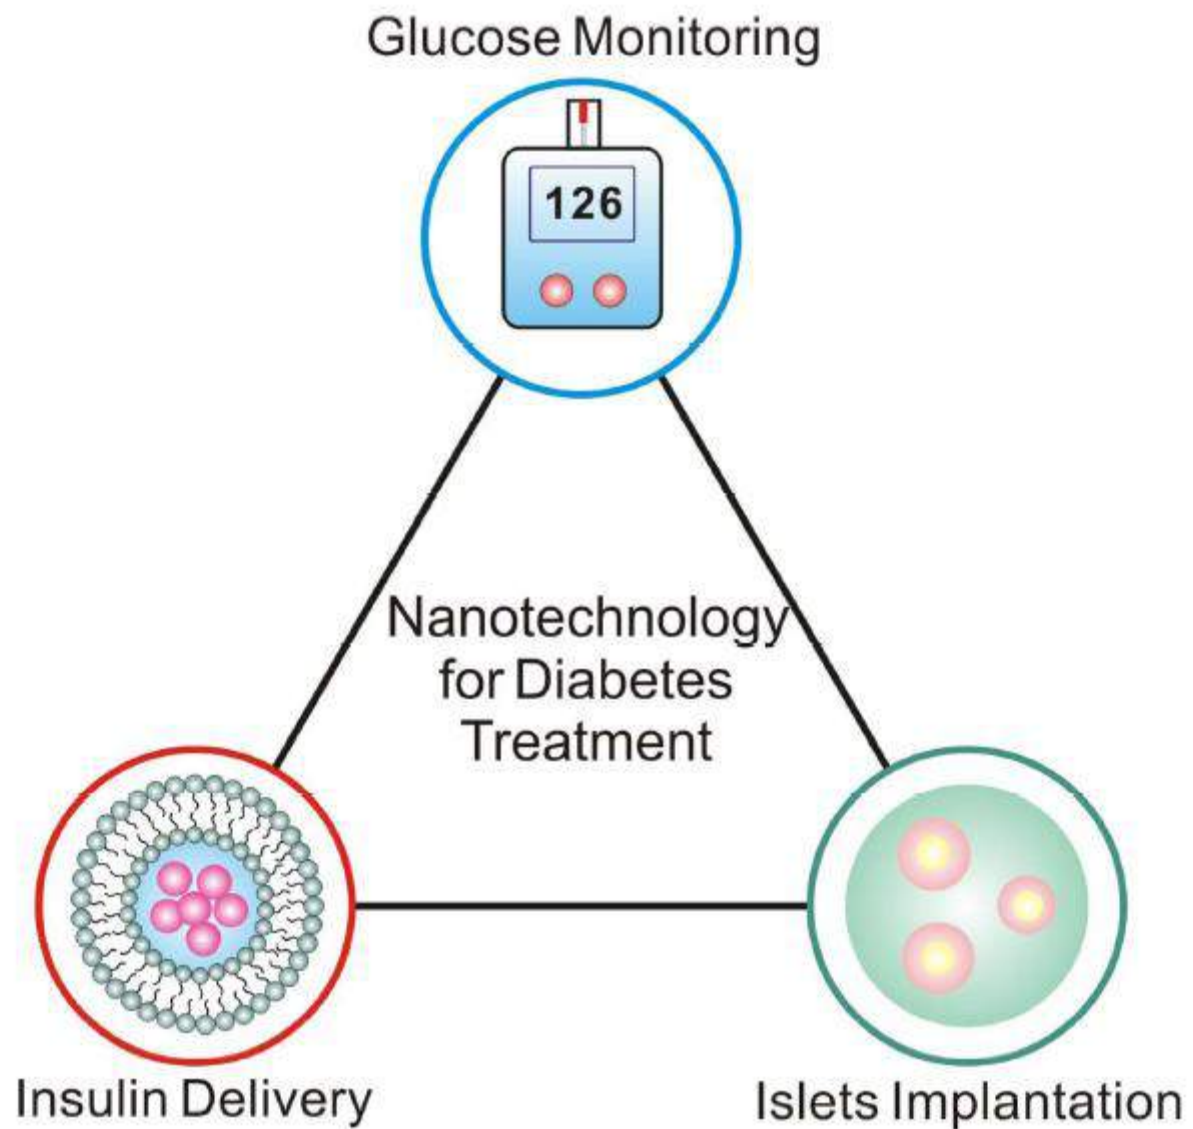 Glucose Monitoring
126
Nanotechnology
for Diabetes
Treatment
Insulin Delivery
Islets Implantation